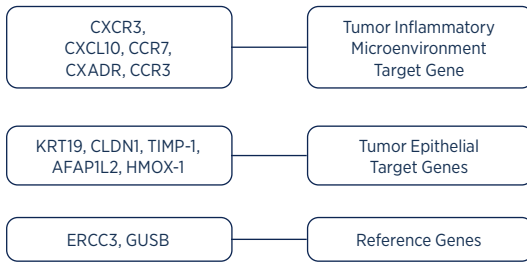 CXCR3,
CXCL10, CCR7,
CXADR, CCR3
Tumor Inflammatory
Microenvironment
Target Gene
KRT19, CLDN1, TIMP-1,
AFAP1L2, HMOX-1
Tumor Epithelial
Target Genes
ERCC3, GUSB
Reference Genes